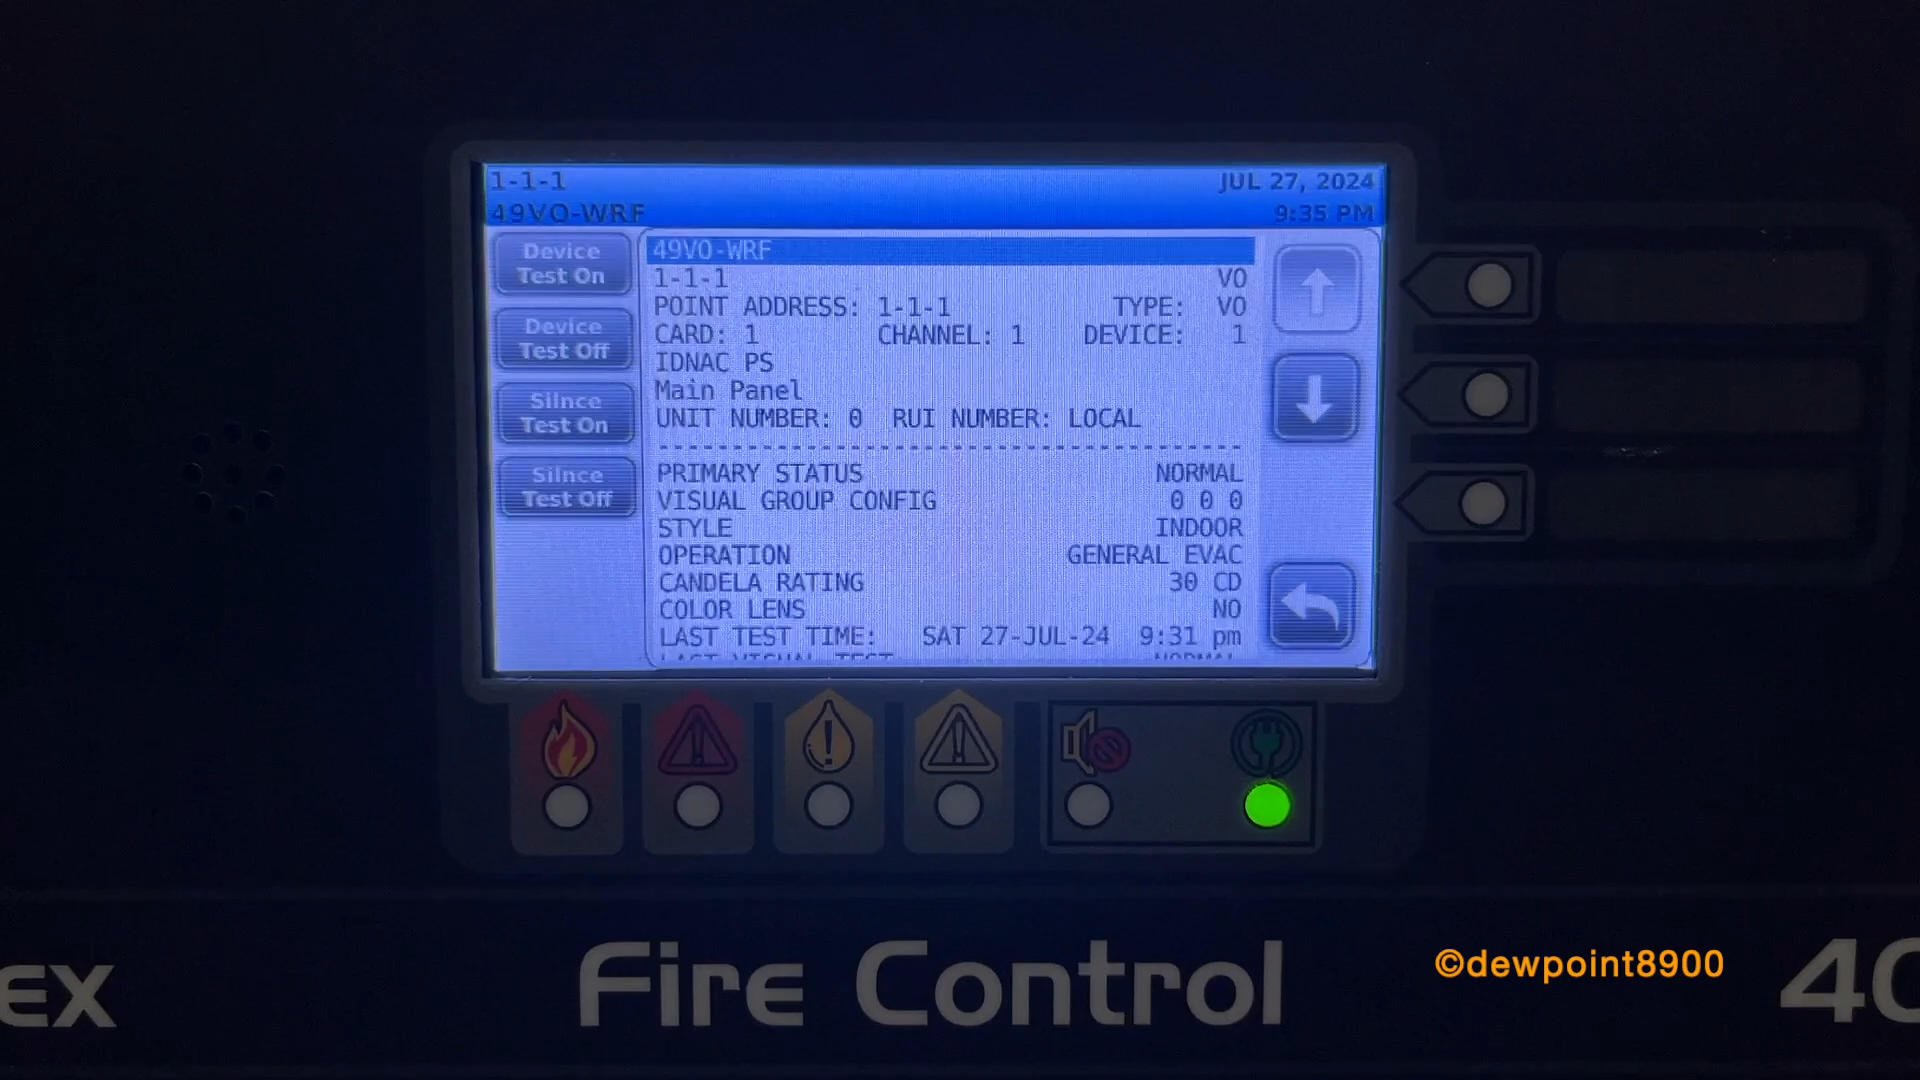 1-1-1 JUL 27, 2024
49VO-WRF 9:35 PM
Device
Test On
Device
Test Off
Silnce
Test On
Silnce
Test Off
49VO-WRF
1-1-1 VO
POINT ADDRESS: 1-1-1 TYPE: VO
CARD: 1 CHANNEL: 1 DEVICE: 1
IDNAC PS
Main Panel
UNIT NUMBER: 0 RUI NUMBER: LOCAL
PRIMARY STATUS NORMAL
VISUAL GROUP CONFIG 0 0 0
STYLE INDOOR
OPERATION GENERAL EVAC
CANDELA RATING 30 CD
COLOR LENS NO
LAST TEST TIME: SAT 27-JUL-24 9:31 pm
LAST VISUAL TEST NORMAL
EX Fire Control 40
©dewpoint8900